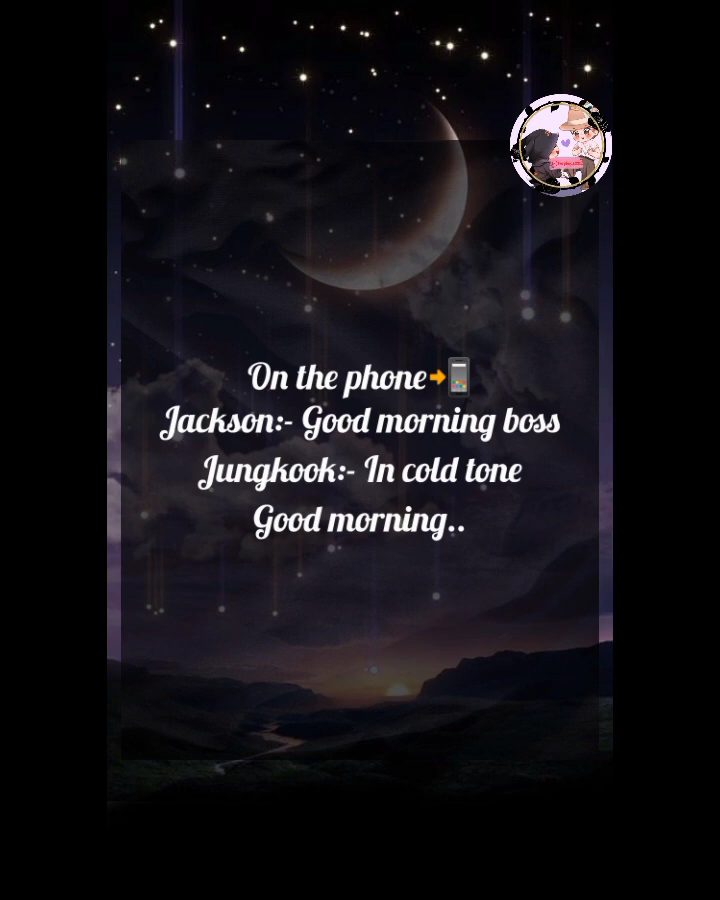 On the phone➡📱
Jackson:- Good morning boss
Jungkook:- In cold tone
Good morning..